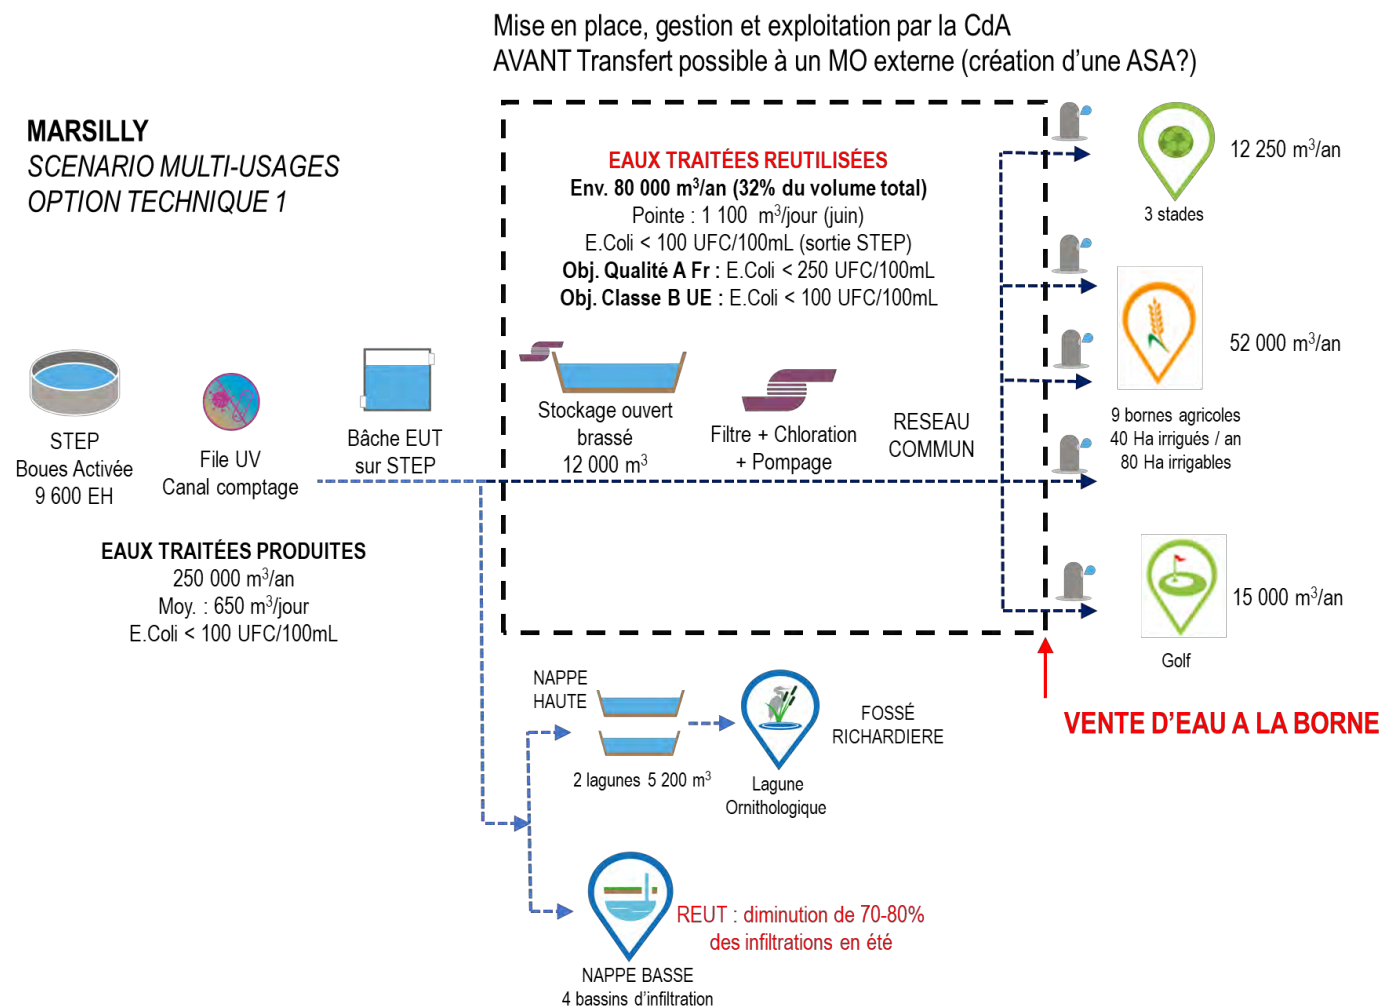 Mise en place, gestion et exploitation par la CdA
AVANT Transfert possible à un MO externe (création d'une ASA?)
MARSILLY
SCENARIO MULTI-USAGES
OPTION TECHNIQUE 1
EAUX TRAITÉES REUTILISÉES
Env. 80 000 m³/an (32% du volume total)
Pointe : 1 100 m³/jour (juin)
E.Coli < 100 UFC/100mL (sortie STEP)
Obj. Qualité A Fr : E.Coli < 250 UFC/100mL
Obj. Classe B UE : E.Coli < 100 UFC/100mL
12 250 m³/an
3 stades
52 000 m³/an
9 bornes agricoles
40 Ha irrigués / an
80 Ha irrigables
STEP
Boues Activée
9 600 EH
File UV
Canal comptage
Bâche EUT
sur STEP
Stockage ouvert
brassé
12 000 m³
Filtre + Chloration
+ Pompage
RESEAU
COMMUN
EAUX TRAITÉES PRODUITES
250 000 m³/an
Moy. : 650 m³/jour
E.Coli < 100 UFC/100mL
15 000 m³/an
Golf
VENTE D'EAU A LA BORNE
NAPPE
HAUTE
2 lagunes 5 200 m³
Lagune
Ornithologique
FOSSÉ
RICHARDIERE
REUT : diminution de 70-80%
des infiltrations en été
NAPPE BASSE
4 bassins d'infiltration